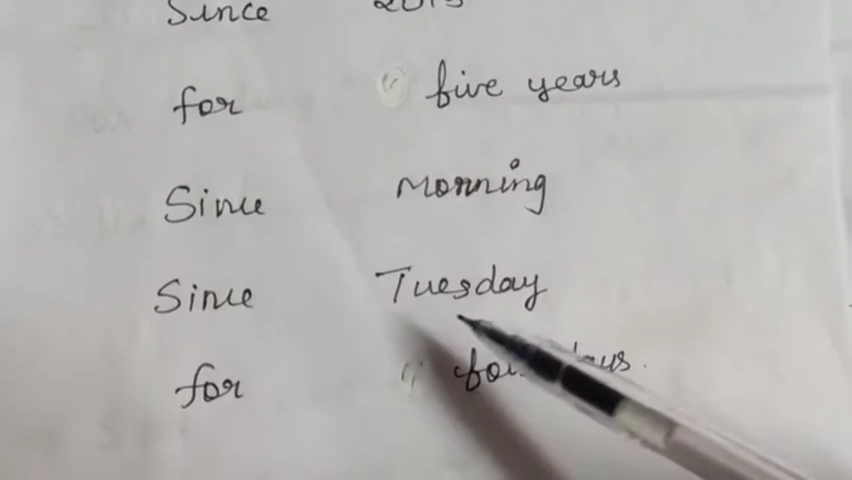 Since
for five years
Since Morning
Since Tuesday
for